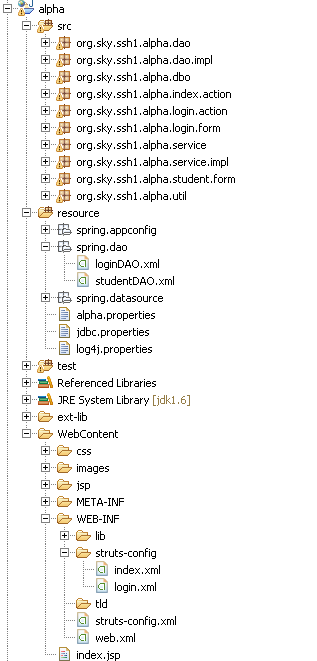 alpha
src
org.sky.ssh1.alpha.dao
org.sky.ssh1.alpha.dao.impl
org.sky.ssh1.alpha.dbo
org.sky.ssh1.alpha.index.action
org.sky.ssh1.alpha.login.action
org.sky.ssh1.alpha.login.form
org.sky.ssh1.alpha.service
org.sky.ssh1.alpha.service.impl
org.sky.ssh1.alpha.student.form
org.sky.ssh1.alpha.util
resource
spring.appconfig
spring.dao
loginDAO.xml
studentDAO.xml
spring.datasource
alpha.properties
jdbc.properties
log4j.properties
test
Referenced Libraries
JRE System Library [jdk1.6]
ext-lib
WebContent
css
images
jsp
META-INF
WEB-INF
lib
struts-config
index.xml
login.xml
tld
struts-config.xml
web.xml
index.jsp